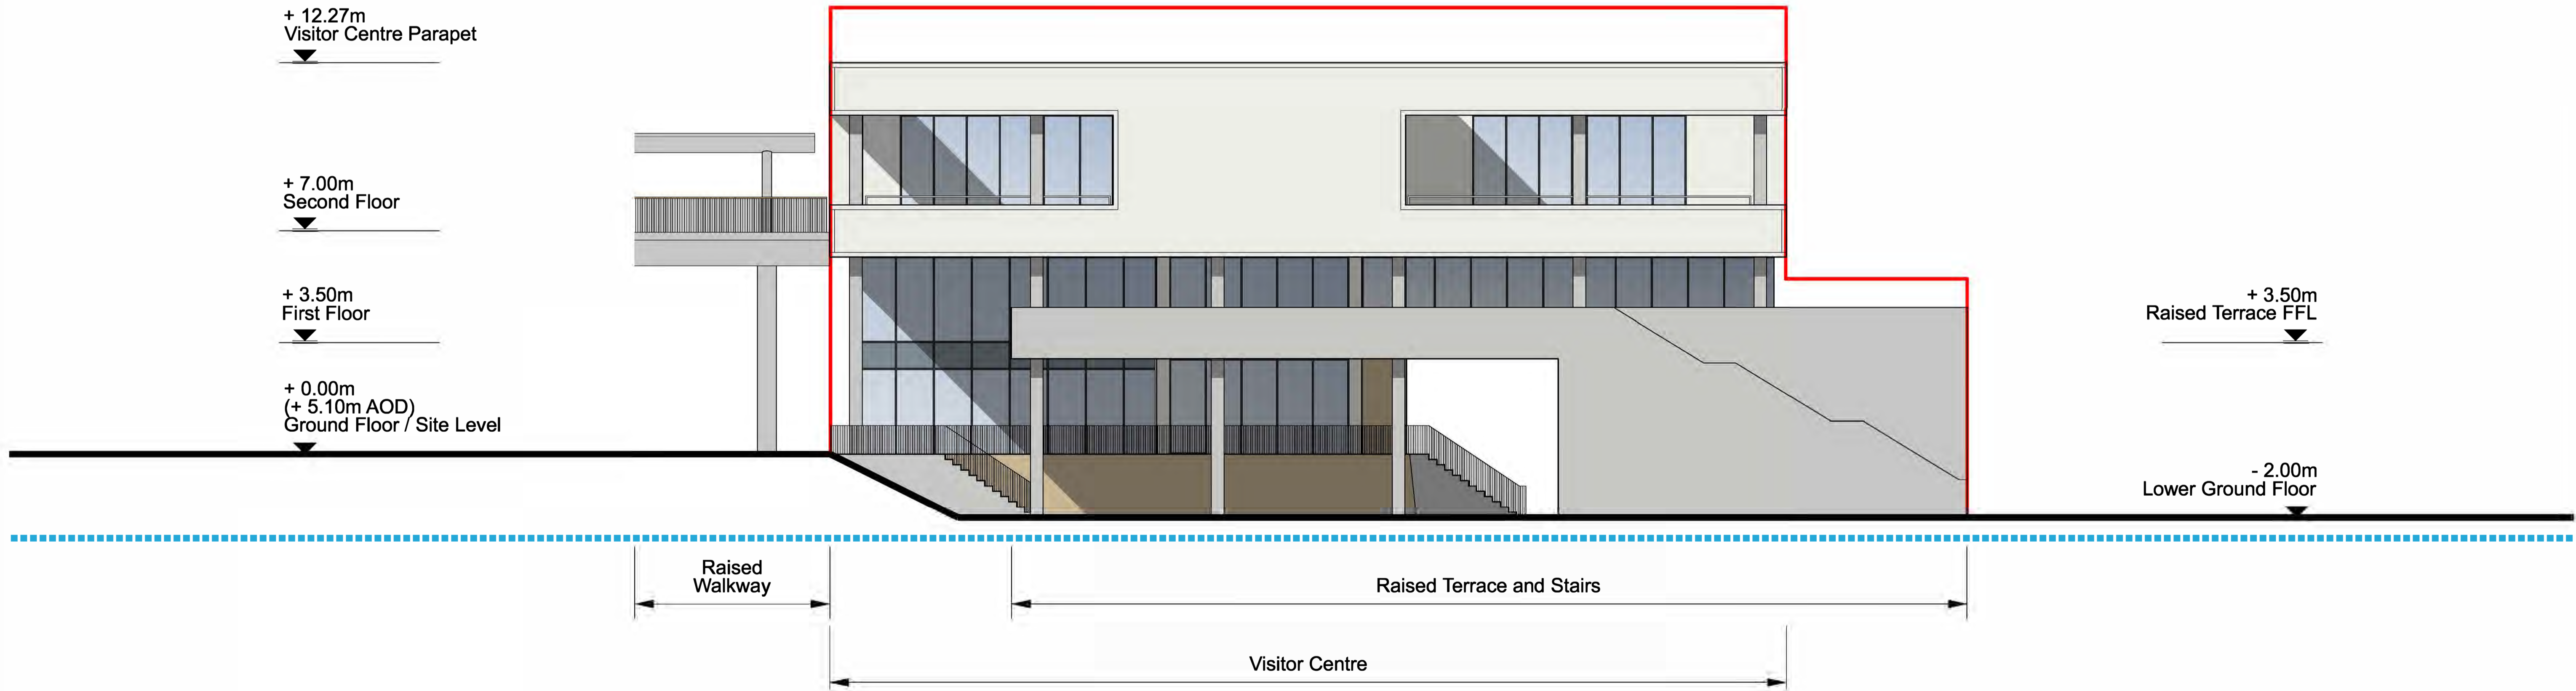 + 12.27m
Visitor Centre Parapet
+ 7.00m
Second Floor
+ 3.50m
First Floor
+ 0.00m
(+ 5.10m AOD)
Ground Floor / Site Level
+ 3.50m
Raised Terrace FFL
- 2.00m
Lower Ground Floor
Raised
Walkway
Raised Terrace and Stairs
Visitor Centre